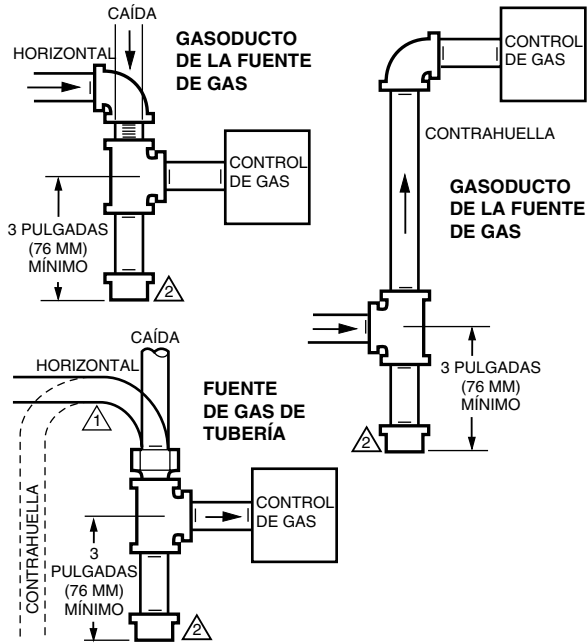 CAÍDA
HORIZONTAL
GASODUCTO
DE LA FUENTE
DE GAS
CONTROL
DE GAS
3 PULGADAS
(76 MM)
MÍNIMO
2
CONTROL
DE GAS
CONTRAHUELLA
GASODUCTO
DE LA FUENTE
DE GAS
3 PULGADAS
(76 MM)
MÍNIMO
2
CAÍDA
HORIZONTAL
FUENTE
DE GAS DE
TUBERÍA
1
CONTRAHUELLA
CONTROL
DE GAS
3
PULGADAS
(76 MM)
MÍNIMO
2